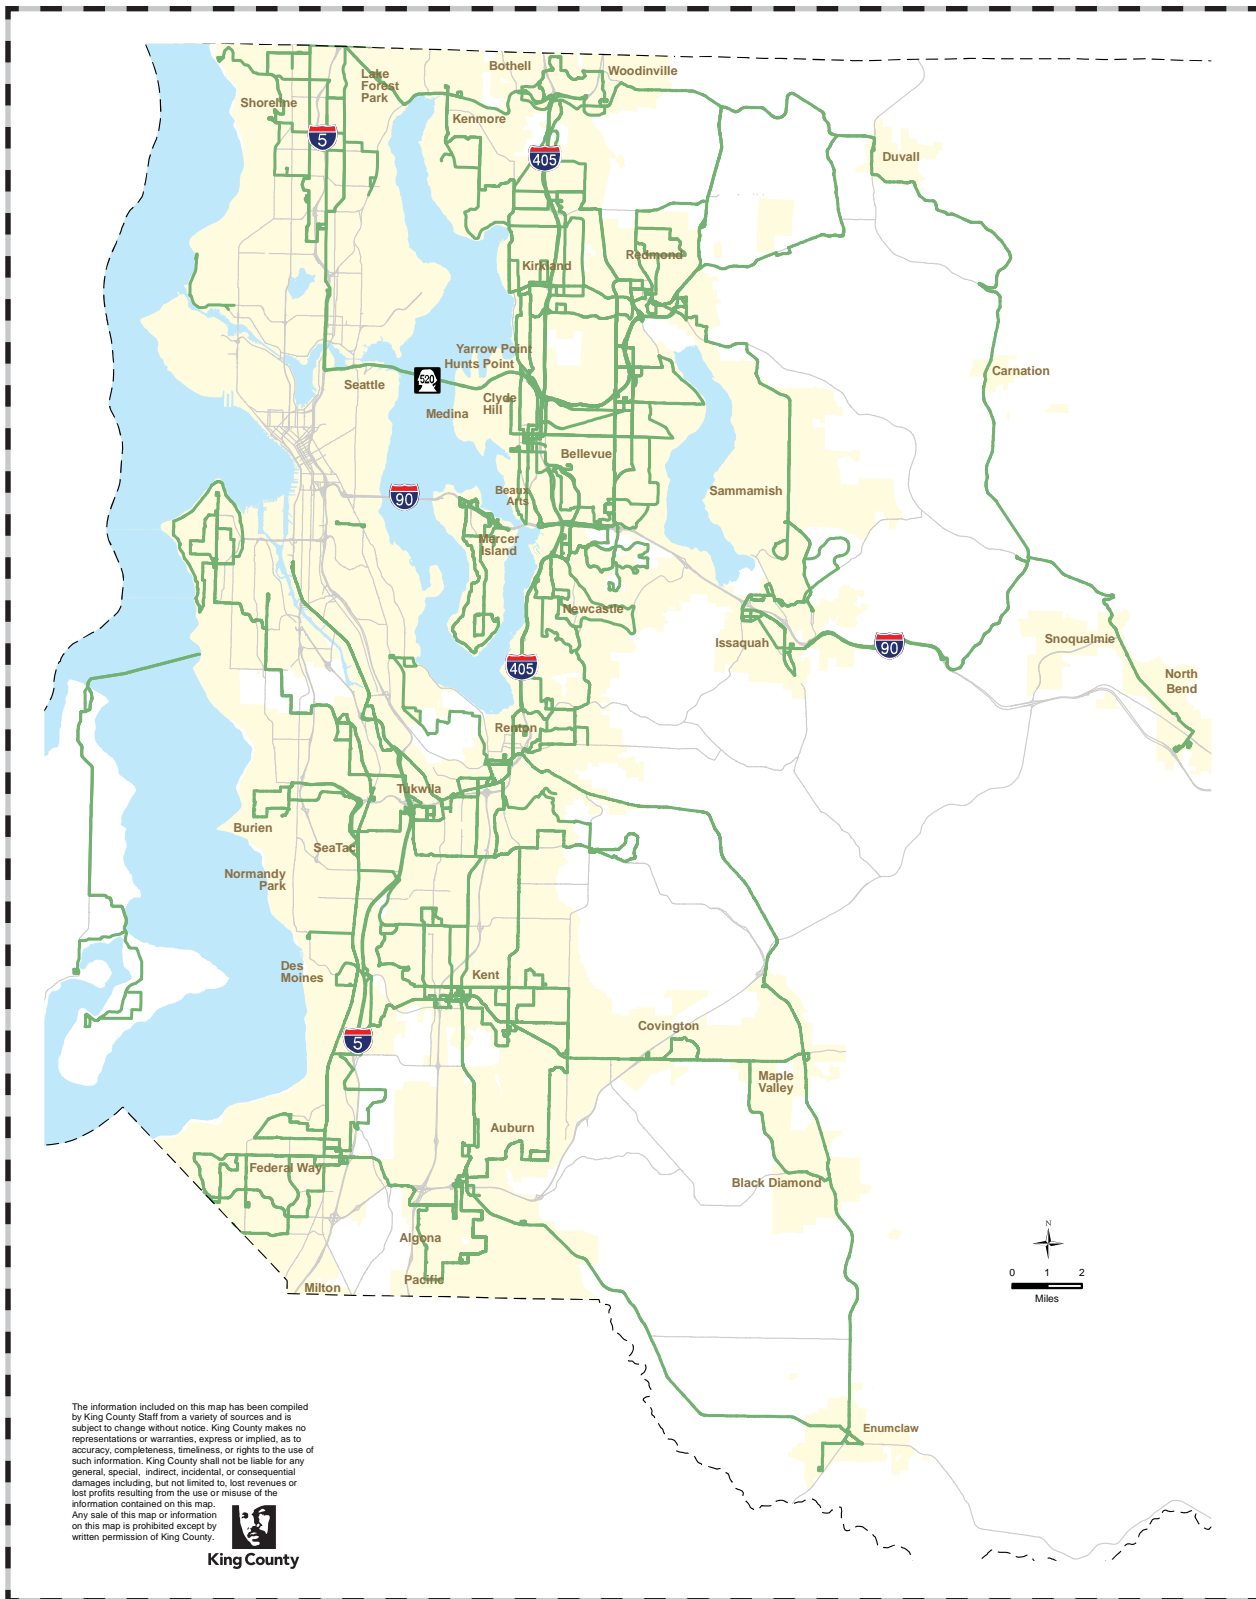 Bothell
Woodinville
Lake
Forest
Park
Shoreline
Kenmore
5
405
Duvall
Redmond
Kirkland
Yarrow Point
Hunts Point
Carnation
520
Seattle
Clyde
Hill
Medina
Bellevue
Beaux
Arts
Sammamish
90
Mercer
Island
Newcastle
Issaquah
90
Snoqualmie
405
North
Bend
Renton
Tukwila
Burien
SeaTac
Normandy
Park
Des
Moines
Kent
Covington
5
Maple
Valley
Auburn
Federal Way
Black Diamond
Algona
Pacific
Milton
N
0 1 2
Miles
Enumclaw
The information included on this map has been compiled
by King County Staff from a variety of sources and is
subject to change without notice. King County makes no
representations or warranties, express or implied, as to
accuracy, completeness, timeliness, or rights to the use of
such information. King County shall not be liable for any
general, special, indirect, incidental, or consequential
damages including, but not limited to, lost revenues or
lost profits resulting from the use or misuse of the
information contained on this map.
Any sale of this map or information
on this map is prohibited except by
written permission of King County.
King County